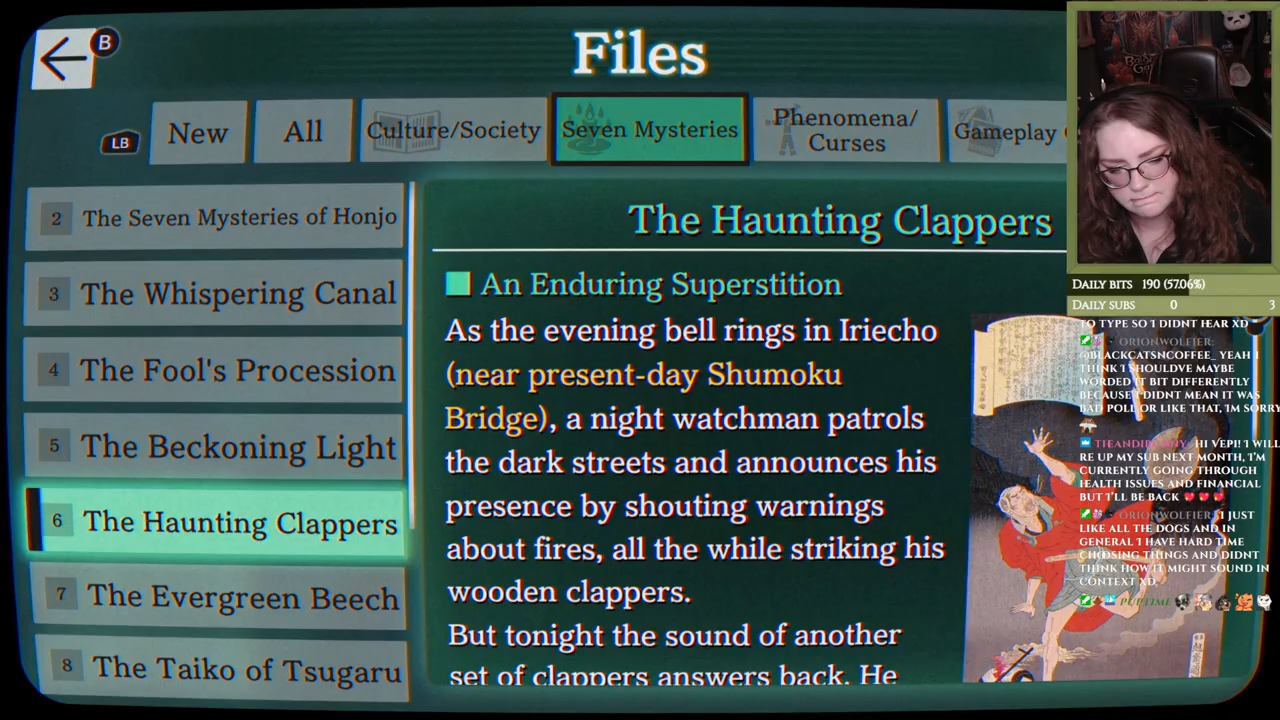 B
Files
LB
New
All
Culture/Society
Seven Mysteries
Phenomena/
Curses
Gameplay
2 The Seven Mysteries of Honjo
3 The Whispering Canal
4 The Fool's Procession
5 The Beckoning Light
6 The Haunting Clappers
7 The Evergreen Beech
8 The Taiko of Tsugaru
The Haunting Clappers
An Enduring Superstition
As the evening bell rings in Iriecho
(near present-day Shumoku
Bridge), a night watchman patrols
the dark streets and announces his
presence by shouting warnings
about fires, all the while striking his
wooden clappers.
But tonight the sound of another
set of clappers answers back. He
Daily bits 190 (57.06%)
Daily subs 0 3
to type so I didnt hear xD
OrionWolfier:
@blackcatsncoffee_ yeah I
think I shouldve maybe
worded it bit differently
because I didnt mean it was
bad poll or like that, I'm sorry
Hi Vepi! I will
re up my sub next month, I'm
currently going through
health issues and financial
but I'll be back
OrionWolfier: I just
like all the dogs and in
general I have hard time
choosing things and didnt
think how it might sound in
context xD,